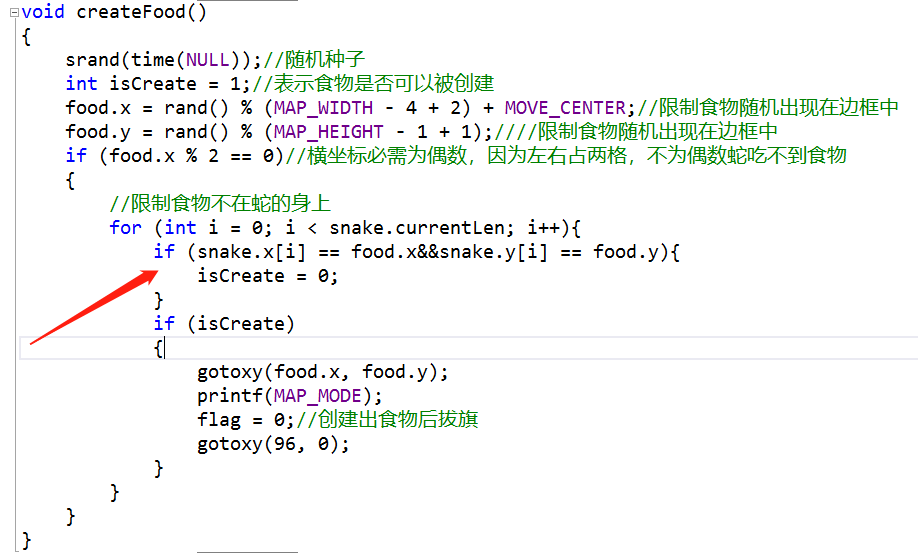 void createFood()
{
srand(time(NULL));//随机种子
int isCreate = 1;//表示食物是否可以被创建
food.x = rand() % (MAP_WIDTH - 4 + 2) + MOVE_CENTER;//限制食物随机出现在边框中
food.y = rand() % (MAP_HEIGHT - 1 + 1);////限制食物随机出现在边框中
if (food.x % 2 == 0)//横坐标必需为偶数，因为左右占两格，不为偶数蛇吃不到食物
{
//限制食物不在蛇的身上
for (int i = 0; i < snake.currentLen; i++){
if (snake.x[i] == food.x&&snake.y[i] == food.y){
isCreate = 0;
}
if (isCreate)
{
gotoxy(food.x, food.y);
printf(MAP_MODE);
flag = 0;//创建出食物后拔旗
gotoxy(96, 0);
}
}
}
}